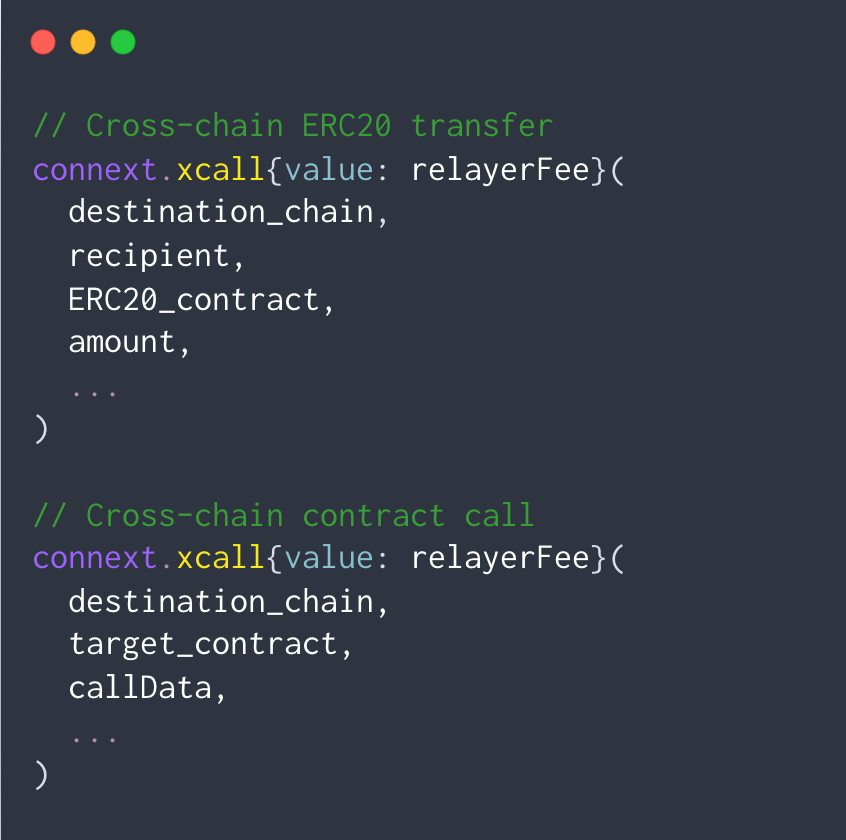 // Cross-chain ERC20 transfer
connext.xcall{value: relayerFee}(
  destination_chain,
  recipient,
  ERC20_contract,
  amount,
  ...
)
// Cross-chain contract call
connext.xcall{value: relayerFee}(
  destination_chain,
  target_contract,
  callData,
  ...
)